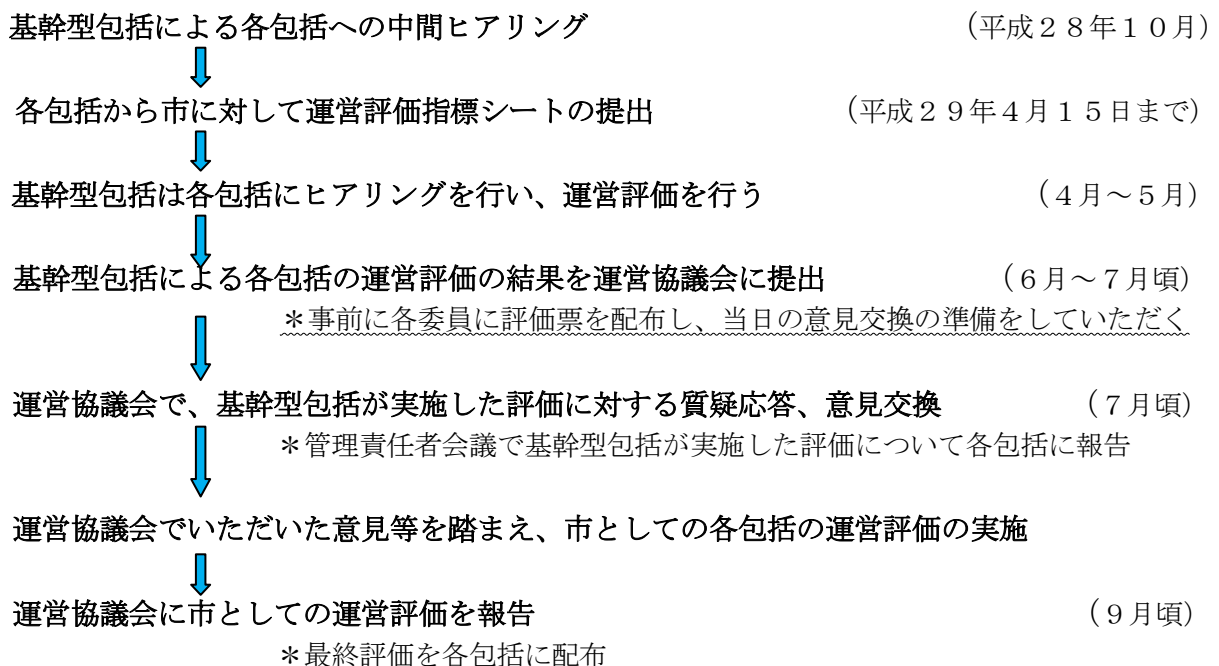 基幹型包括による各包括への中間ヒアリング （平成２８年１０月）
各包括から市に対して運営評価指標シートの提出 （平成２９年４月１５日まで）
基幹型包括は各包括にヒアリングを行い、運営評価を行う （４月～５月）
基幹型包括による各包括の運営評価の結果を運営協議会に提出 （６月～７月頃）
＊事前に各委員に評価票を配布し、当日の意見交換の準備をしていただく
運営協議会で、基幹型包括が実施した評価に対する質疑応答、意見交換 （７月頃）
＊管理責任者会議で基幹型包括が実施した評価について各包括に報告
運営協議会でいただいた意見等を踏まえ、市としての各包括の運営評価の実施
運営協議会に市としての運営評価を報告 （９月頃）
＊最終評価を各包括に配布